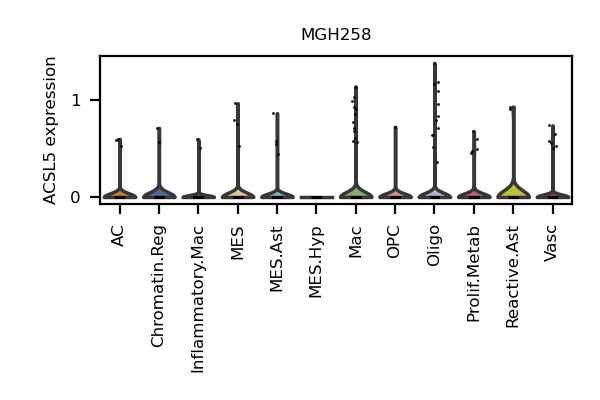 MGH258
ACSL5 expression
1
0
AC
Chromatin.Reg
Inflammatory.Mac
MES
MES.Ast
MES.Hyp
Mac
OPC
Oligo
Prolif.Metab
Reactive.Ast
Vasc